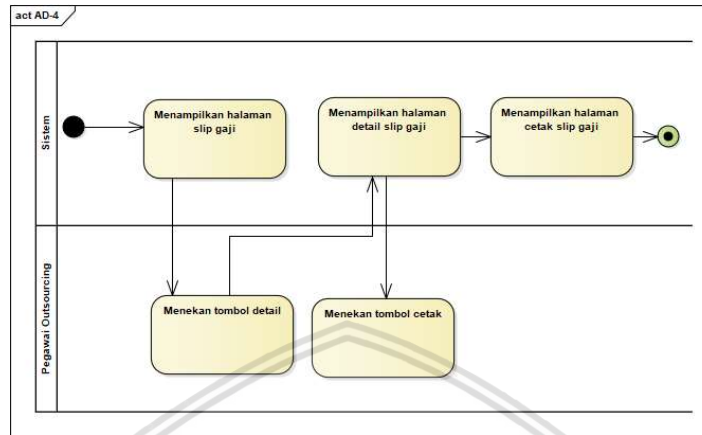 act AD-4
Sistem
Menampilkan halaman
slip gaji
Menampilkan halaman
detail slip gaji
Menampilkan halaman
cetak slip gaji
Pegawai Outsourcing
Menekan tombol detail
Menekan tombol cetak